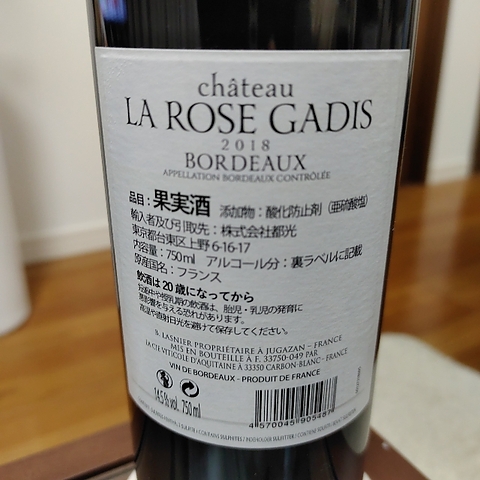 château
LA ROSE GADIS
2018
BORDEAUX
APPELLATION BORDEAUX CONTRÔLÉE
品目：果実酒 添加物：酸化防止剤（亜硫酸塩）
輸入者及び引取先：株式会社都光
東京都台東区上野6-16-17
内容量：750ml アルコール分：裏ラベルに記載
原産国名：フランス
飲酒は20歳になってから
妊娠中や授乳期の飲酒は、胎児・乳児の発育に
悪影響を与える恐れがあります。
高温や直射日光を避けて保存してください。
B. LASNIER PROPRIÉTAIRE À JUGAZAN – FRANCE
MIS EN BOUTEILLE À F. 33750-049 PAR
LA CIE VITICOLE D'AQUITAINE À 33350 CARBON-BLANC - FRANCE
VIN DE BORDEAUX - PRODUIT DE FRANCE
14,5% vol. 750 ml
4 570045 905487